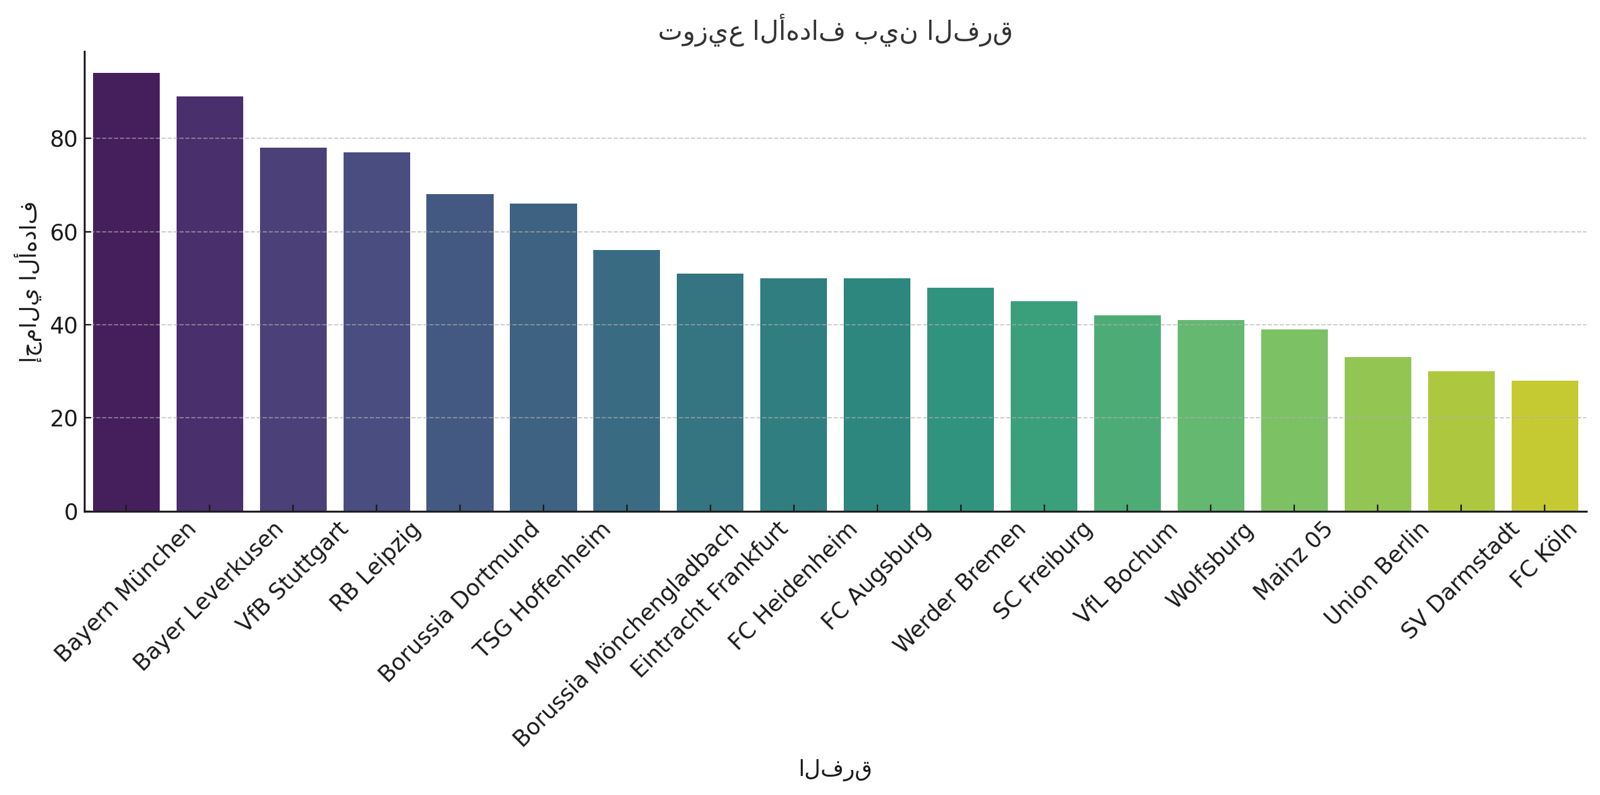 توزيع الأهداف بين الفرق
إجمالي الأهداف
80
60
40
20
0
Bayern München
Bayer Leverkusen
VfB Stuttgart
RB Leipzig
Borussia Dortmund
TSG Hoffenheim
Borussia Mönchengladbach
Eintracht Frankfurt
FC Heidenheim
FC Augsburg
Werder Bremen
SC Freiburg
VfL Bochum
Wolfsburg
Mainz 05
Union Berlin
SV Darmstadt
FC Köln
الفرق